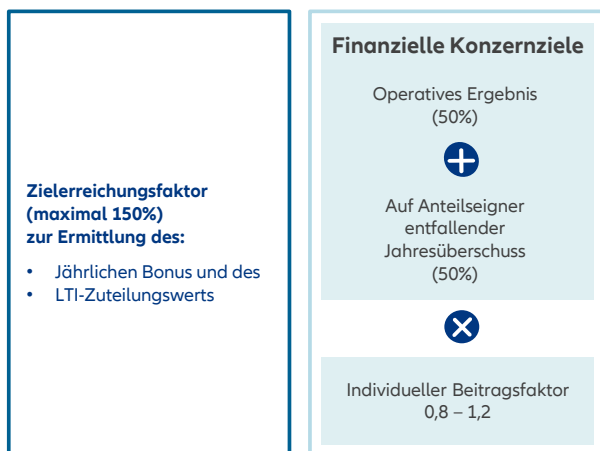 Zielerreichungsfaktor
(maximal 150%)
zur Ermittlung des:
• Jährlichen Bonus und des
• LTI-Zuteilungswerts
Finanzielle Konzernziele
Operatives Ergebnis
(50%)
+
Auf Anteilseigner
entfallender
Jahresüberschuss
(50%)
×
Individueller Beitragsfaktor
0,8 – 1,2